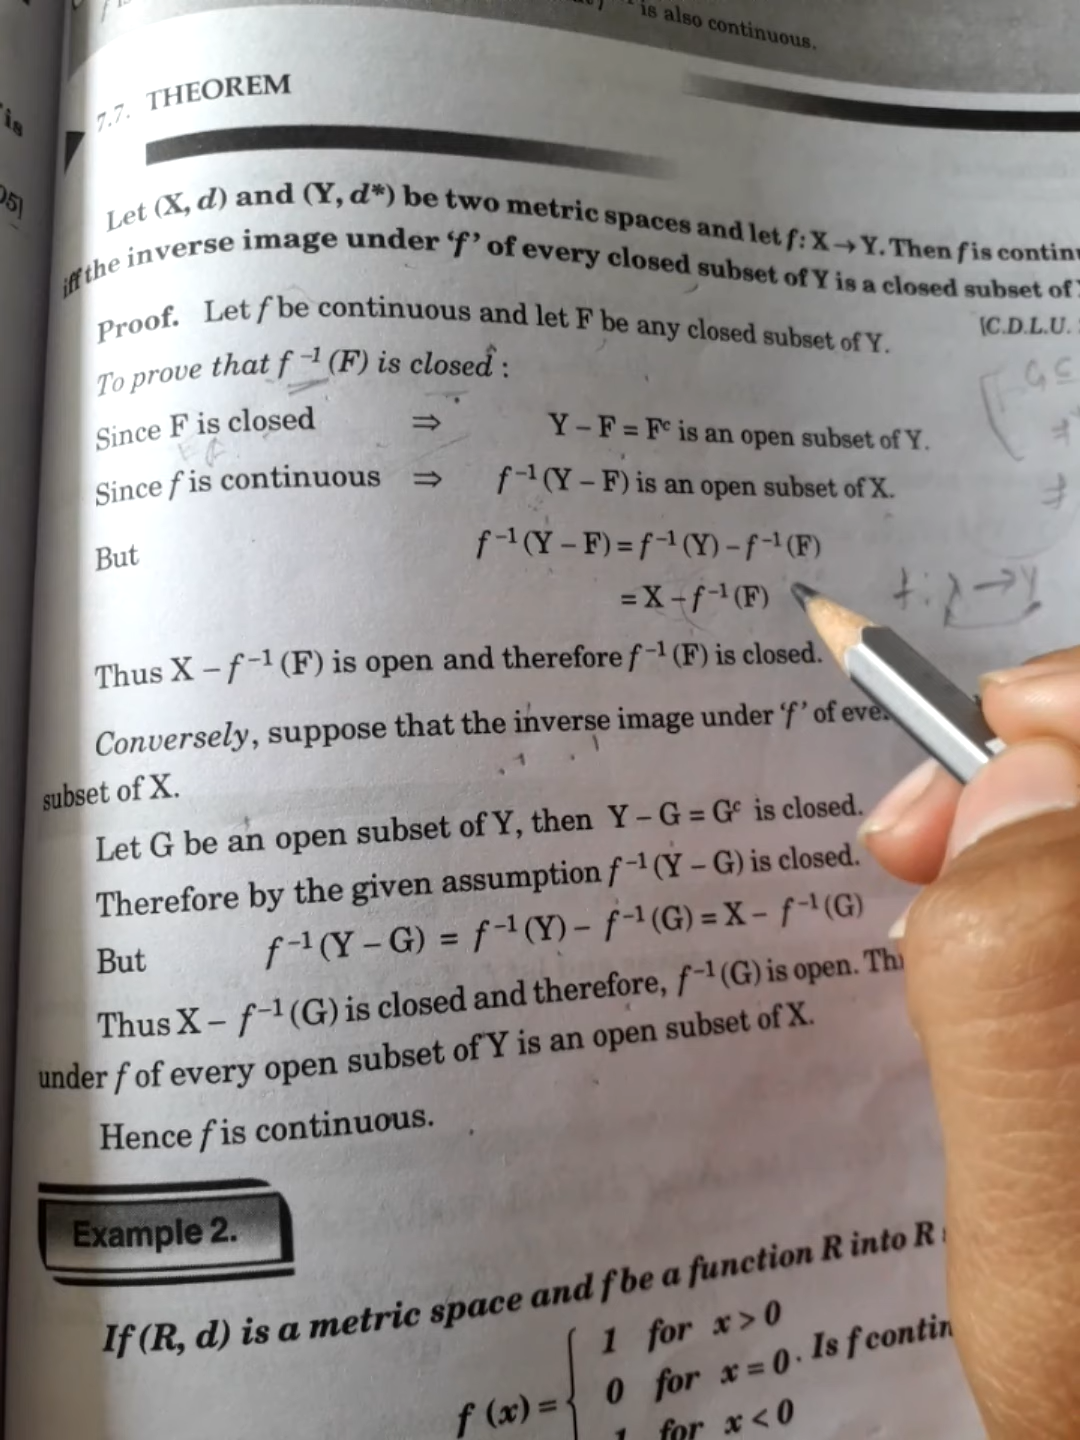 is also continuous.
is
05]
7.7. THEOREM
Let (X, d) and (Y, d*) be two metric spaces and let f : X → Y. Then f is contin
iff the inverse image under ‘f’ of every closed subset of Y is a closed subset of
[C.D.L.U.
Proof. Let f be continuous and let F be any closed subset of Y.
To prove that f ⁻¹ (F) is closed :
Since F is closed ⇒ Y – F = Fᶜ is an open subset of Y.
Since f is continuous ⇒ f⁻¹ (Y – F) is an open subset of X.
But f⁻¹ (Y – F) = f⁻¹ (Y) – f⁻¹ (F)
= X – f⁻¹ (F)
Thus X – f⁻¹ (F) is open and therefore f⁻¹ (F) is closed.
Conversely, suppose that the inverse image under ‘f’ of eve
subset of X.
Let G be an open subset of Y, then Y – G = Gᶜ is closed.
Therefore by the given assumption f⁻¹ (Y – G) is closed.
But f⁻¹ (Y – G) = f⁻¹ (Y) – f⁻¹ (G) = X – f⁻¹ (G)
Thus X – f⁻¹ (G) is closed and therefore, f⁻¹ (G) is open. Th
under f of every open subset of Y is an open subset of X.
Hence f is continuous.
Example 2.
If (R, d) is a metric space and f be a function R into R
f (x) = { 1 for x > 0
0 for x = 0 . Is f contin
1 for x < 0